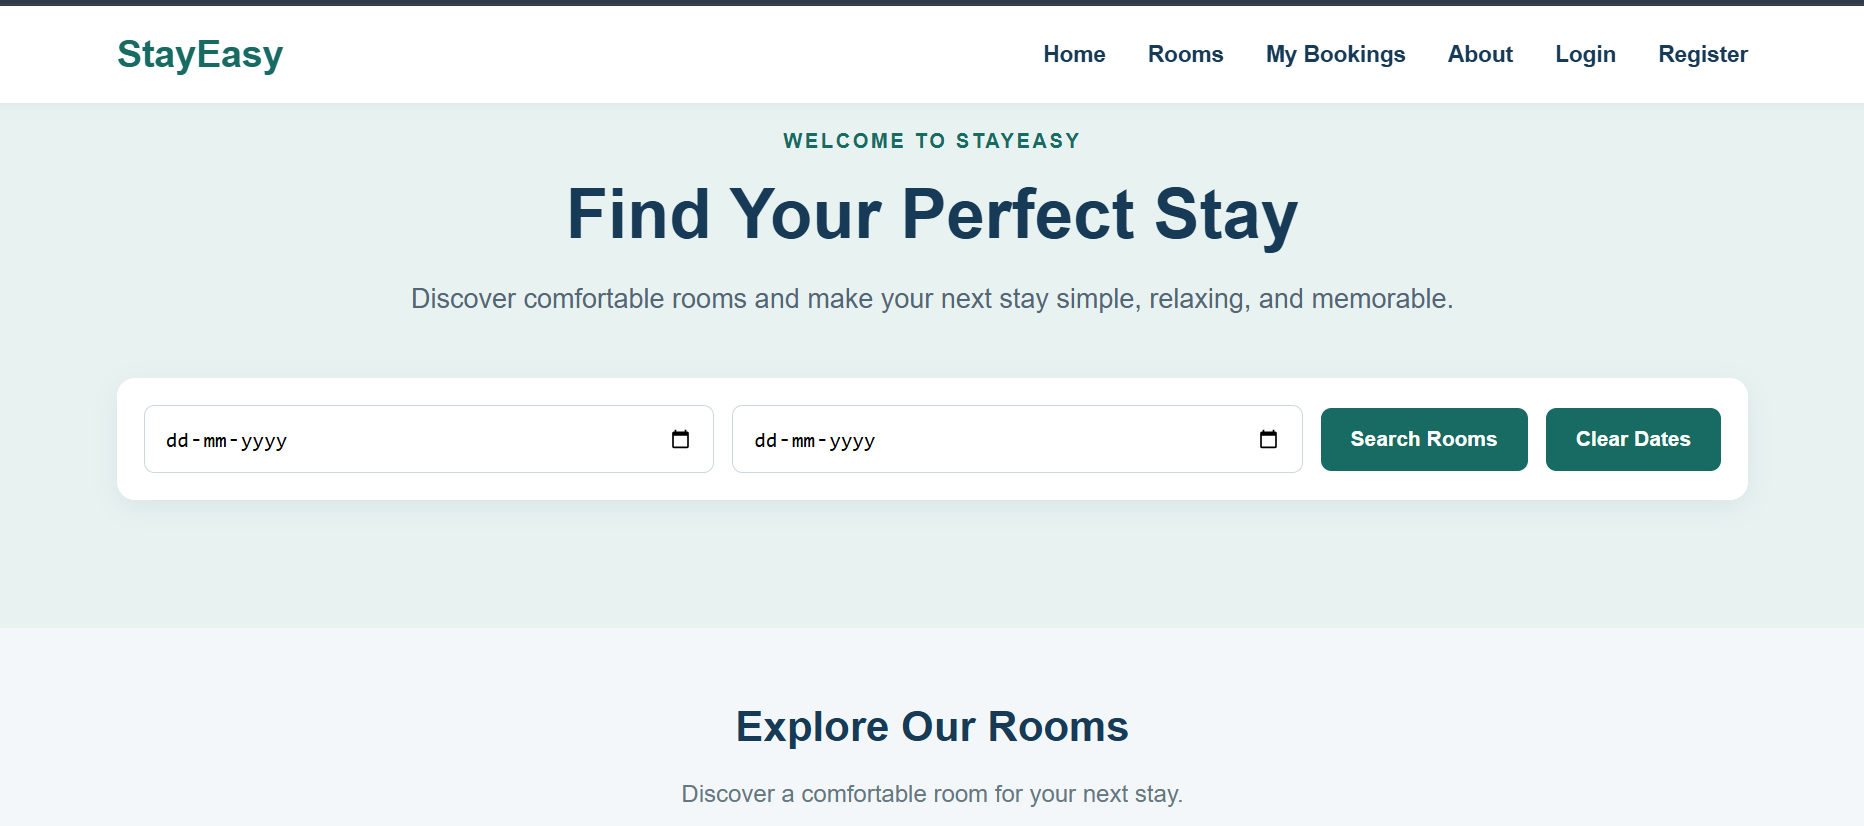 StayEasy
Home Rooms My Bookings About Login Register
WELCOME TO STAYEASY
Find Your Perfect Stay
Discover comfortable rooms and make your next stay simple, relaxing, and memorable.
dd-mm-yyyy dd-mm-yyyy Search Rooms Clear Dates
Explore Our Rooms
Discover a comfortable room for your next stay.